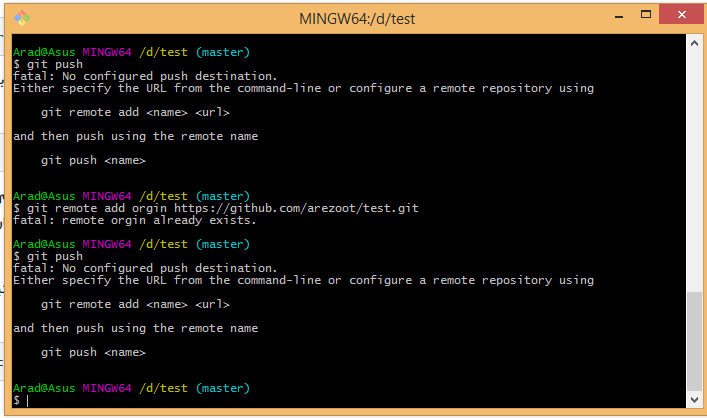 MINGW64:/d/test
Arad@Asus MINGW64 /d/test (master)
$ git push
fatal: No configured push destination.
Either specify the URL from the command-line or configure a remote repository using
git remote add <name> <url>
and then push using the remote name
git push <name>
Arad@Asus MINGW64 /d/test (master)
$ git remote add orgin https://github.com/arezoot/test.git
fatal: remote orgin already exists.
Arad@Asus MINGW64 /d/test (master)
$ git push
fatal: No configured push destination.
Either specify the URL from the command-line or configure a remote repository using
git remote add <name> <url>
and then push using the remote name
git push <name>
Arad@Asus MINGW64 /d/test (master)
$